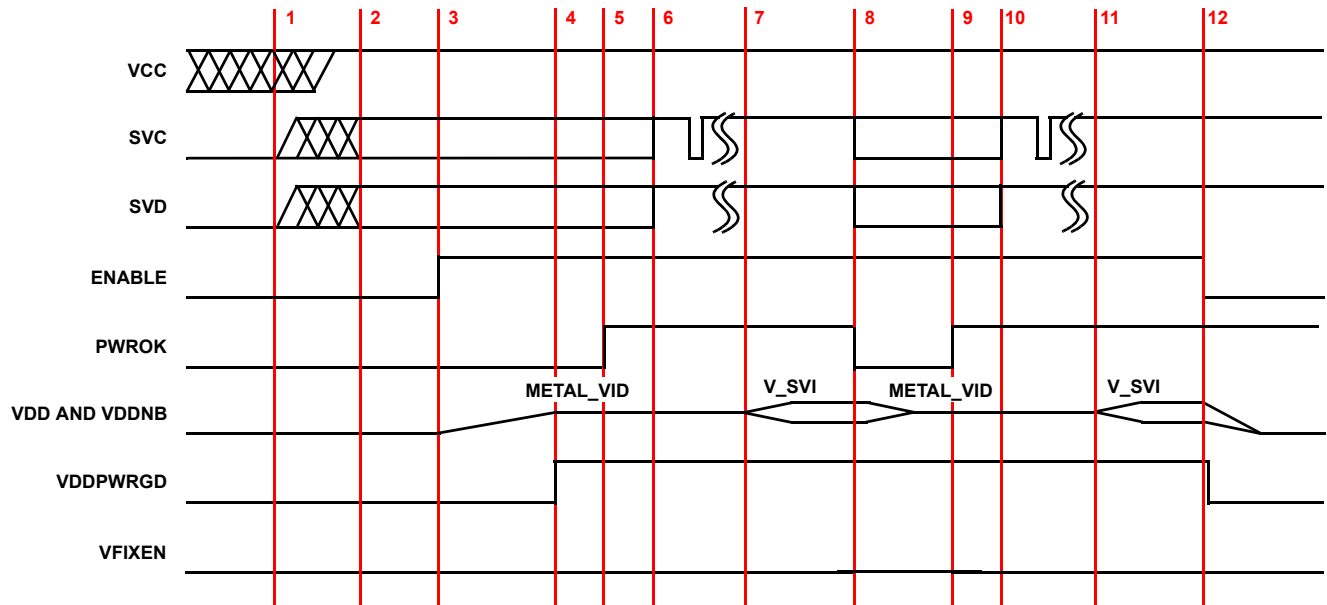 1 2 3 4 5 6 7 8 9 10 11 12
VCC
SVC
SVD
ENABLE
PWROK
METAL_VID V_SVI METAL_VID V_SVI
VDD AND VDDNB
VDDPWRGD
VFIXEN